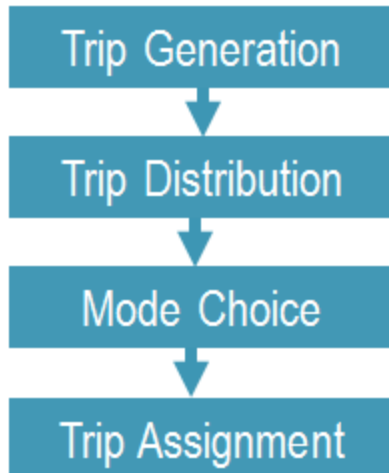 Trip Generation
Trip Distribution
Mode Choice
Trip Assignment